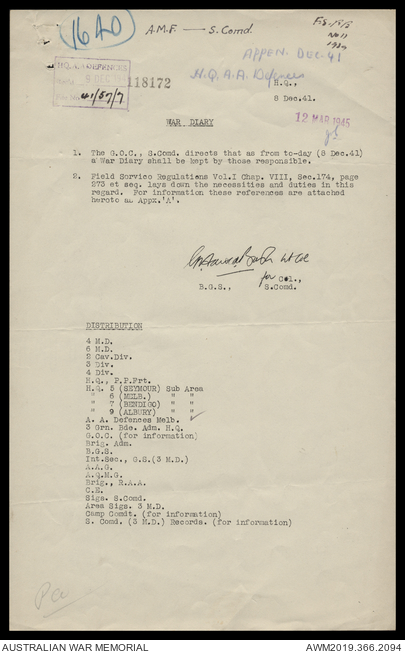 1640
A.M.F. — S. Comd.
APPEN. DEC. 41
H.Q. A.A. Defences
H.Q. A.A. DEFENCES
DEC
41/57/7
118172
H.Q.,
8 Dec.41.
12 MAR 1945
WAR DIARY
1. The G.O.C., S.Comd. directs that as from to-day (8 Dec.41)
a War Diary shall be kept by those responsible.
2. Field Service Regulations Vol.I Chap. VIII, Sec.174, page
273 et seq. lays down the necessities and duties in this
regard. For information these references are attached
hereto as Appx.'A'.
for Col.,
B.G.S., S.Comd.
DISTRIBUTION
4 M.D.
6 M.D.
2 Cav.Div.
3 Div.
4 Div.
H.Q., P.P.Frt.
H.Q. 5 (SEYMOUR) Sub Area
" 6 (MELB.) " "
" 7 (BENDIGO) " "
" 9 (ALBURY) " "
A. A. Defences Melb.
3 Grn. Bde. Adm. H.Q.
G.O.C. (for information)
Brig. Adm.
B.G.S.
Int.Sec., G.S.(3 M.D.)
A.A.G.
A.Q.M.G.
Brig., R.A.A.
C.E.
Sigs. S.Comd.
Area Sigs. 3 M.D.
Camp Comdt. (for information)
S. Comd. (3 M.D.) Records. (for information)
AUSTRALIAN WAR MEMORIAL
AWM2019.366.2094